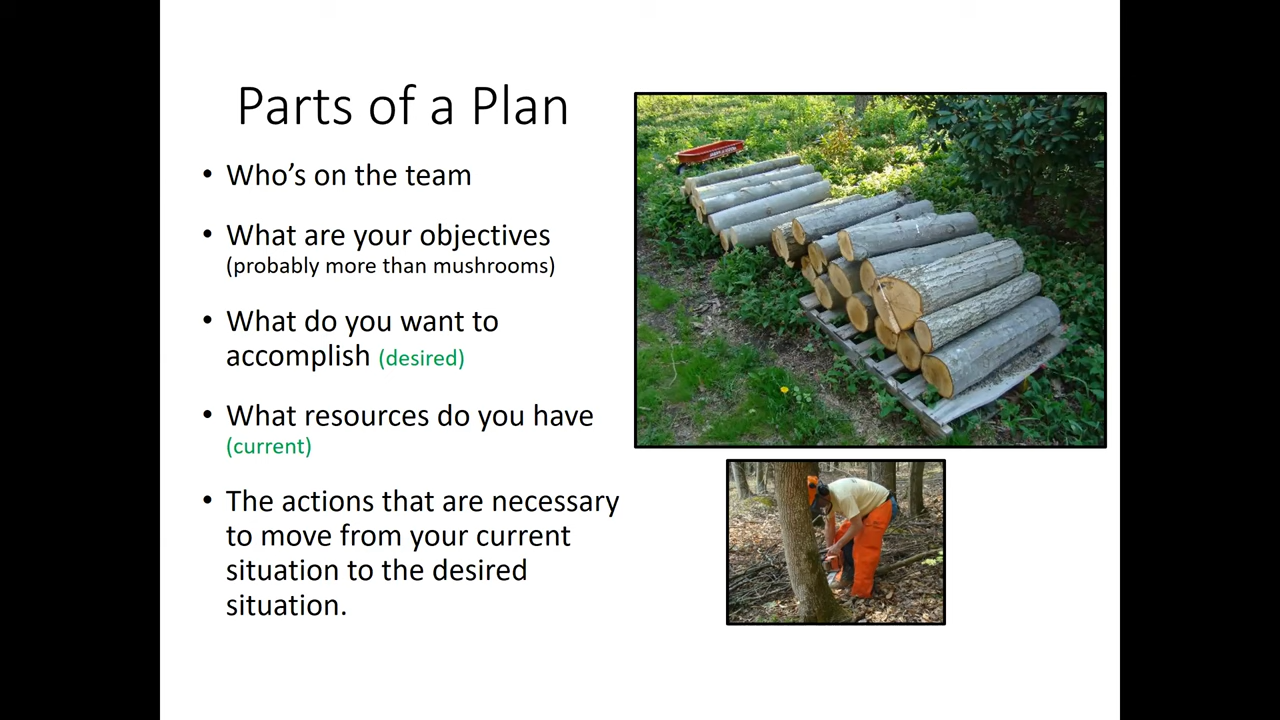 Parts of a Plan
• Who’s on the team
• What are your objectives
(probably more than mushrooms)
• What do you want to
accomplish (desired)
• What resources do you have
(current)
• The actions that are necessary
to move from your current
situation to the desired
situation.